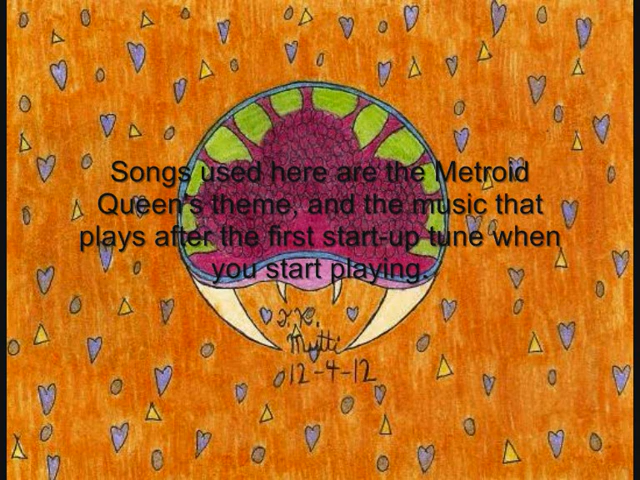 Songs used here are the Metroid
Queen's theme, and the music that
plays after the first start-up tune when
you start playing.
Mutti
12-4-12